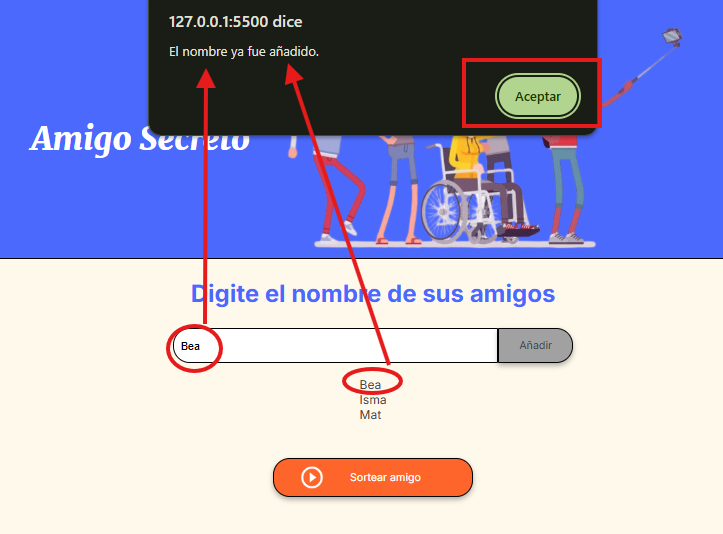 127.0.0.1:5500 dice
El nombre ya fue añadido.
Aceptar
Amigo Secreto
Digite el nombre de sus amigos
Bea
Añadir
Bea
Isma
Mat
Sortear amigo